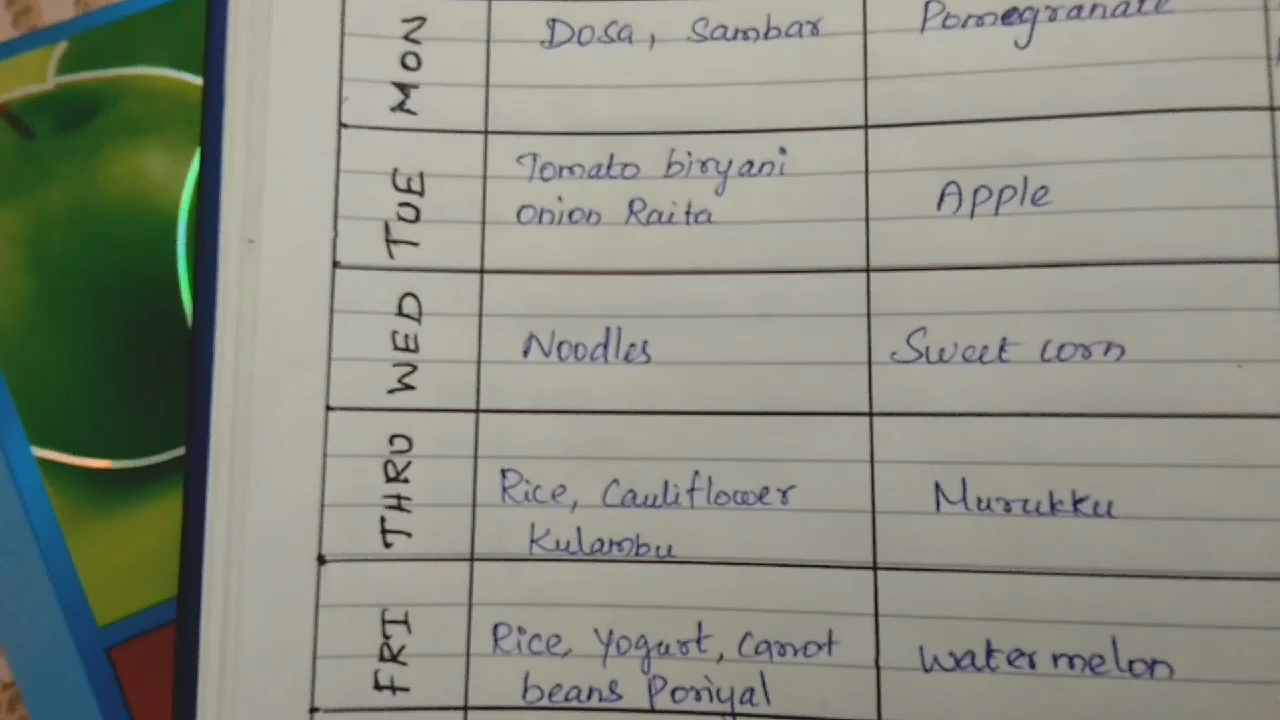 MON
Dosa, Sambar
Pomegranate
TUE
Tomato biryani
onion Raita
Apple
WED
Noodles
Sweet corn
THRU
Rice, Cauliflower
Kulambu
Murukku
FRI
Rice, Yogurt, Carrot
beans Poriyal
Watermelon